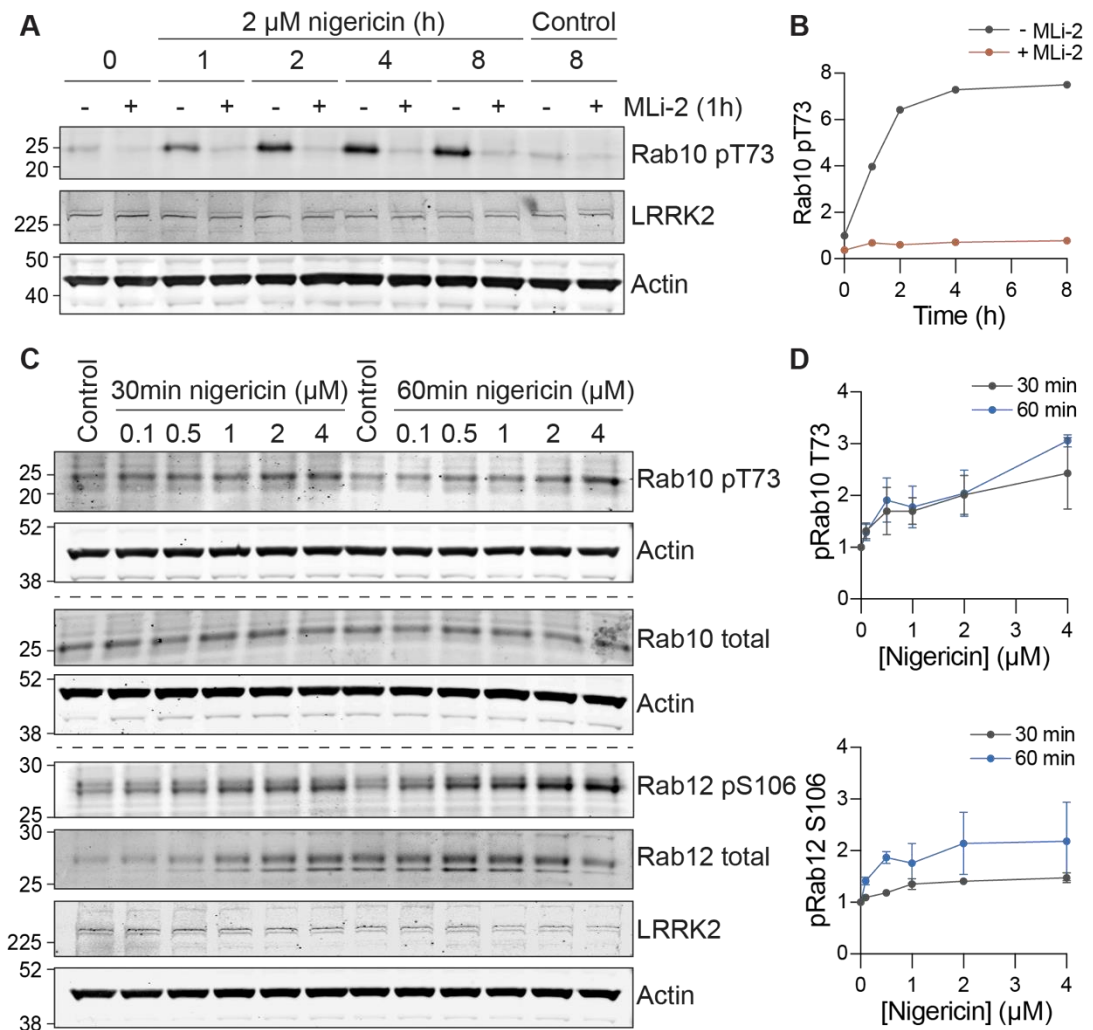 A
2 µM nigericin (h)
Control
0 1 2 4 8 8
- + - + - + - + - + - + MLi-2 (1h)
25
20
Rab10 pT73
225
LRRK2
50
40
Actin
B
- MLi-2
+ MLi-2
8
6
4
2
0
Rab10 pT73
0 2 4 6 8
Time (h)
C
Control
30min nigericin (µM)
Control
60min nigericin (µM)
0.1 0.5 1 2 4 0.1 0.5 1 2 4
25
20
Rab10 pT73
52
38
Actin
25
Rab10 total
52
38
Actin
30
25
Rab12 pS106
30
25
Rab12 total
225
LRRK2
52
38
Actin
D
30 min
60 min
4
3
2
1
0
pRab10 T73
0 1 2 3 4
[Nigericin] (µM)
30 min
60 min
4
3
2
1
0
pRab12 S106
0 1 2 3 4
[Nigericin] (µM)